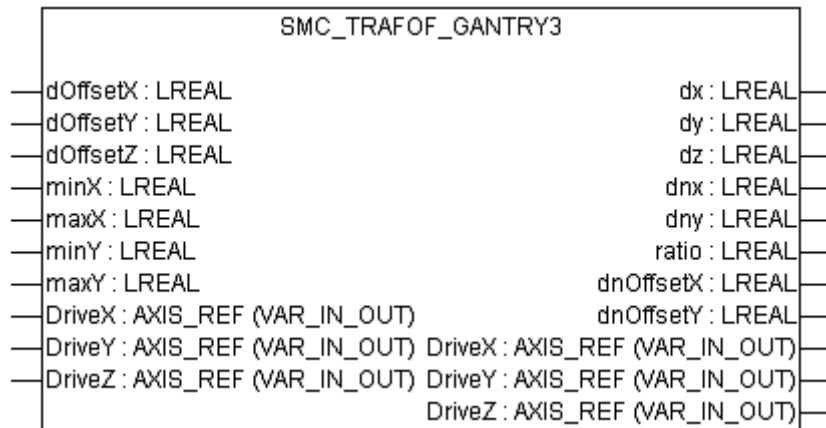 SMC_TRAFOF_GANTRY3
dOffsetX : LREAL dx : LREAL
dOffsetY : LREAL dy : LREAL
dOffsetZ : LREAL dz : LREAL
minX : LREAL dnx : LREAL
maxX : LREAL dny : LREAL
minY : LREAL ratio : LREAL
maxY : LREAL dnOffsetX : LREAL
DriveX : AXIS_REF (VAR_IN_OUT) dnOffsetY : LREAL
DriveY : AXIS_REF (VAR_IN_OUT) DriveX : AXIS_REF (VAR_IN_OUT)
DriveZ : AXIS_REF (VAR_IN_OUT) DriveY : AXIS_REF (VAR_IN_OUT)
DriveZ : AXIS_REF (VAR_IN_OUT)